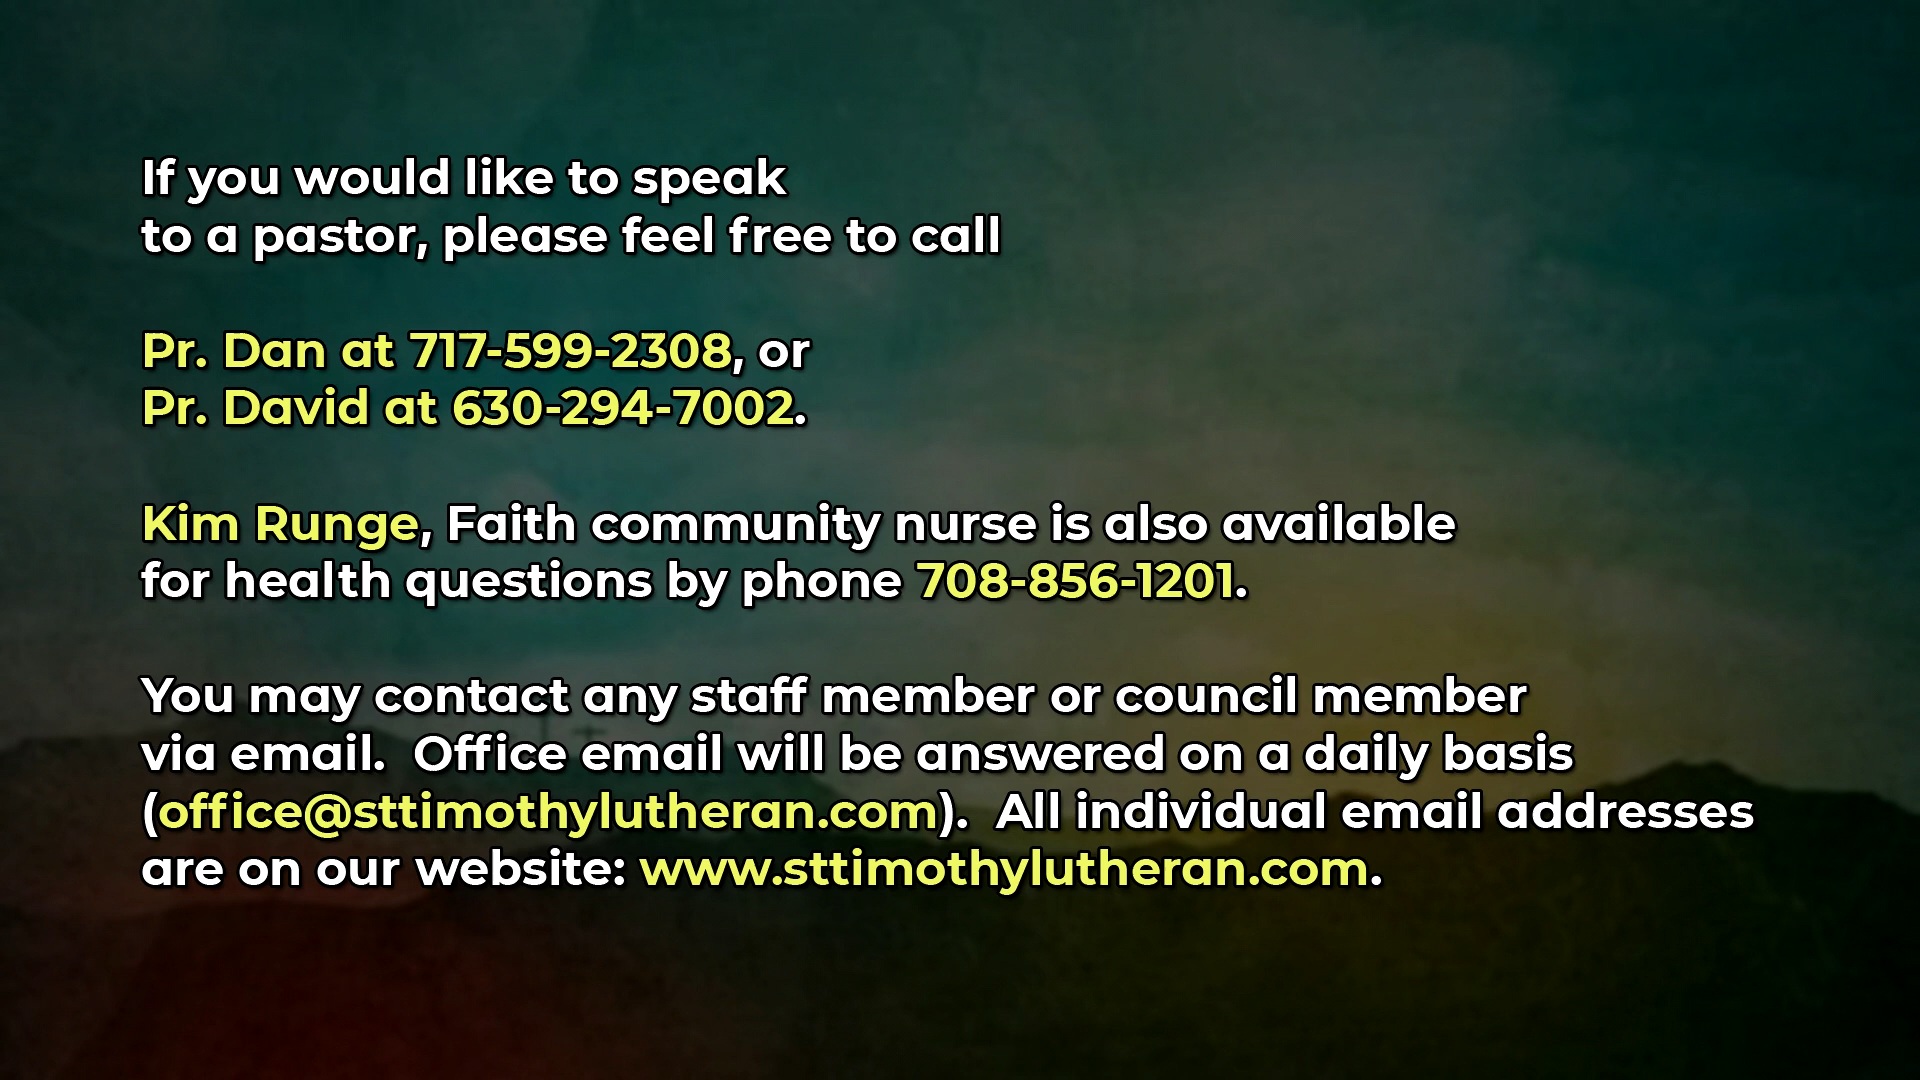 If you would like to speak
to a pastor, please feel free to call
Pr. Dan at 717-599-2308, or
Pr. David at 630-294-7002.
Kim Runge, Faith community nurse is also available
for health questions by phone 708-856-1201.
You may contact any staff member or council member
via email.  Office email will be answered on a daily basis
(office@sttimothylutheran.com).  All individual email addresses
are on our website: www.sttimothylutheran.com.